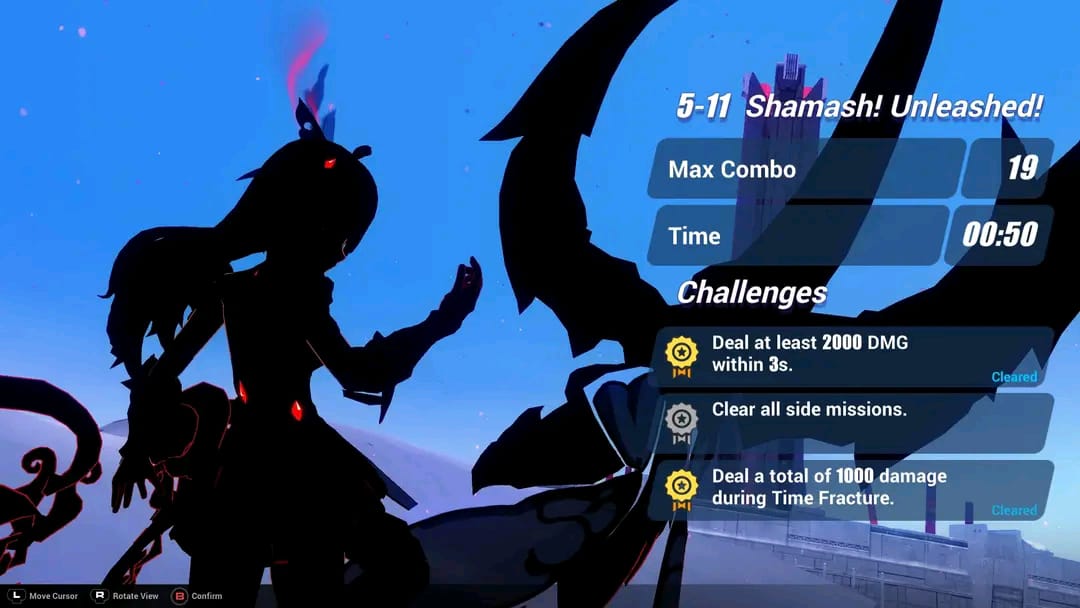 5-11 Shamash! Unleashed!
Max Combo 19
Time 00:50
Challenges
Deal at least 2000 DMG
within 3s.
Cleared
Clear all side missions.
Deal a total of 1000 damage
during Time Fracture.
Cleared
L Move Cursor R Rotate View B Confirm